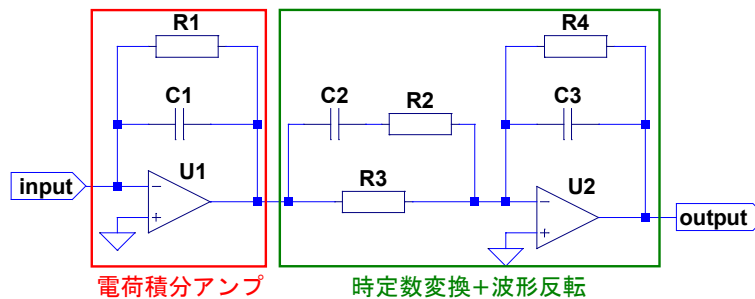 R1
R4
C1
C2
R2
C3
U1
R3
U2
input
output
電荷積分アンプ
時定数変換+波形反転